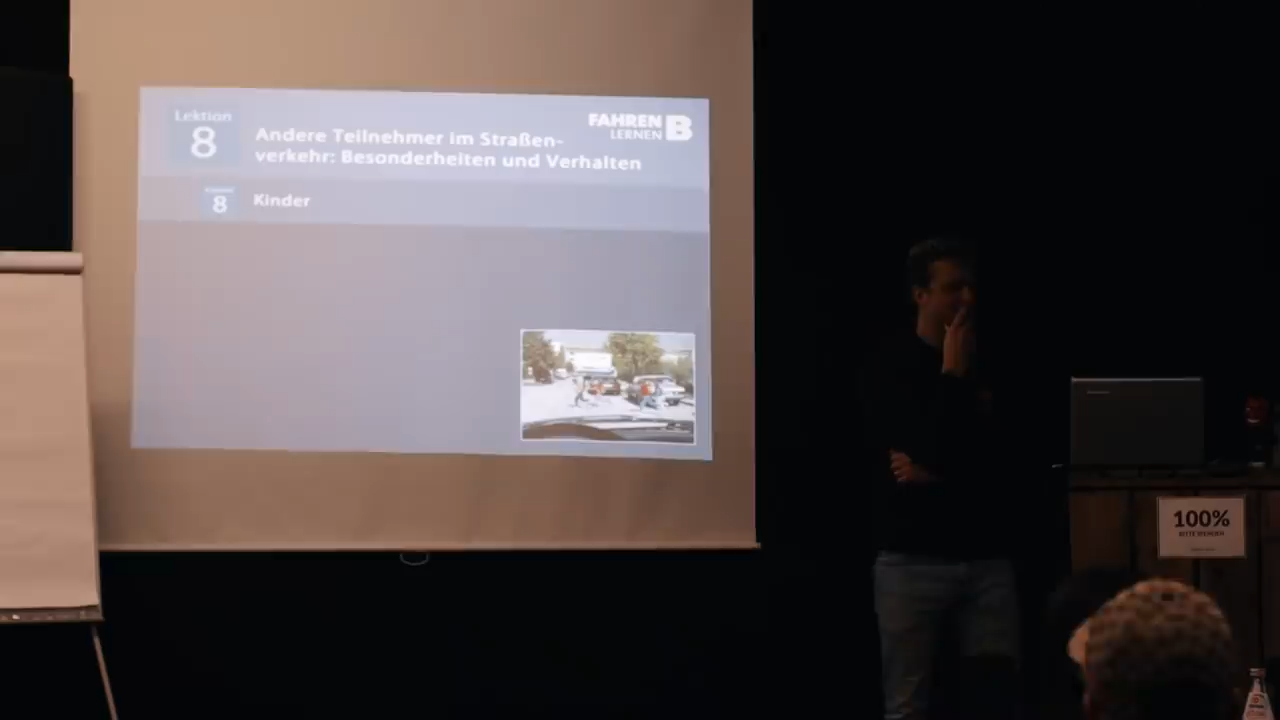 Lektion
8
Andere Teilnehmer im Straßen-
verkehr: Besonderheiten und Verhalten
FAHREN
LERNEN B
8
Kinder
100%